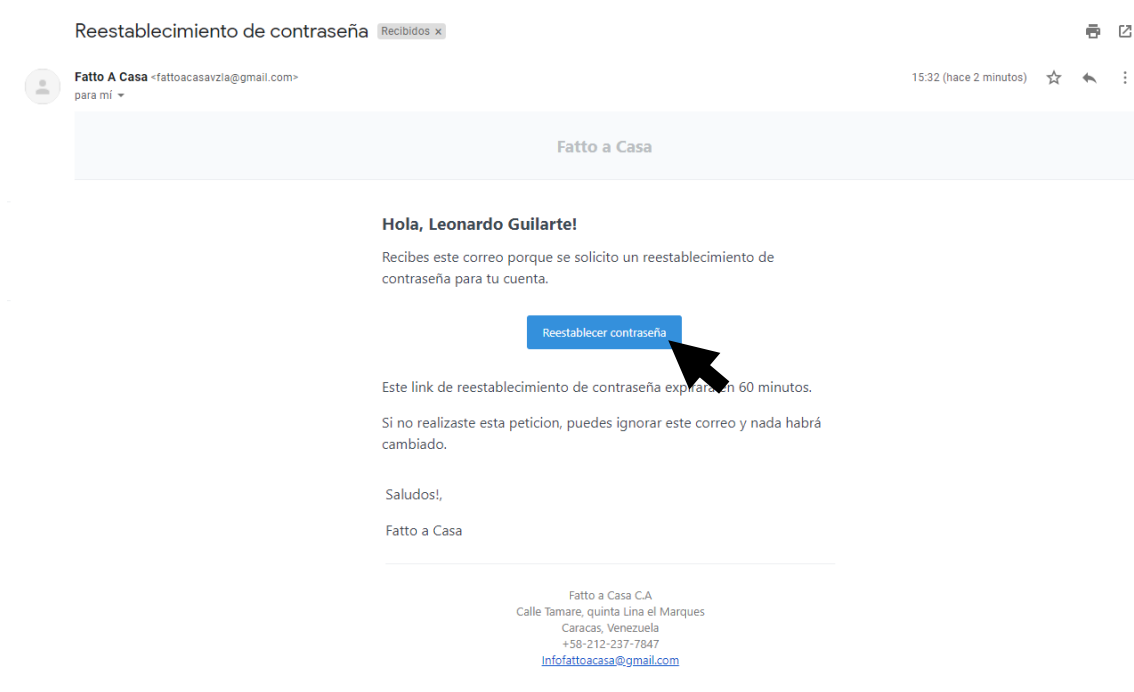 Reestablecimiento de contraseña Recibidos x
Fatto A Casa <fattoacasavzla@gmail.com>
15:32 (hace 2 minutos)
para mí
Fatto a Casa
Hola, Leonardo Guilarte!
Recibes este correo porque se solicito un reestablecimiento de
contraseña para tu cuenta.
Reestablecer contraseña
Este link de reestablecimiento de contraseña expirará en 60 minutos.
Si no realizaste esta peticion, puedes ignorar este correo y nada habrá
cambiado.
Saludos!,
Fatto a Casa
Fatto a Casa C.A
Calle Tamare, quinta Lina el Marques
Caracas, Venezuela
+58-212-237-7847
Infofattoacasa@gmail.com